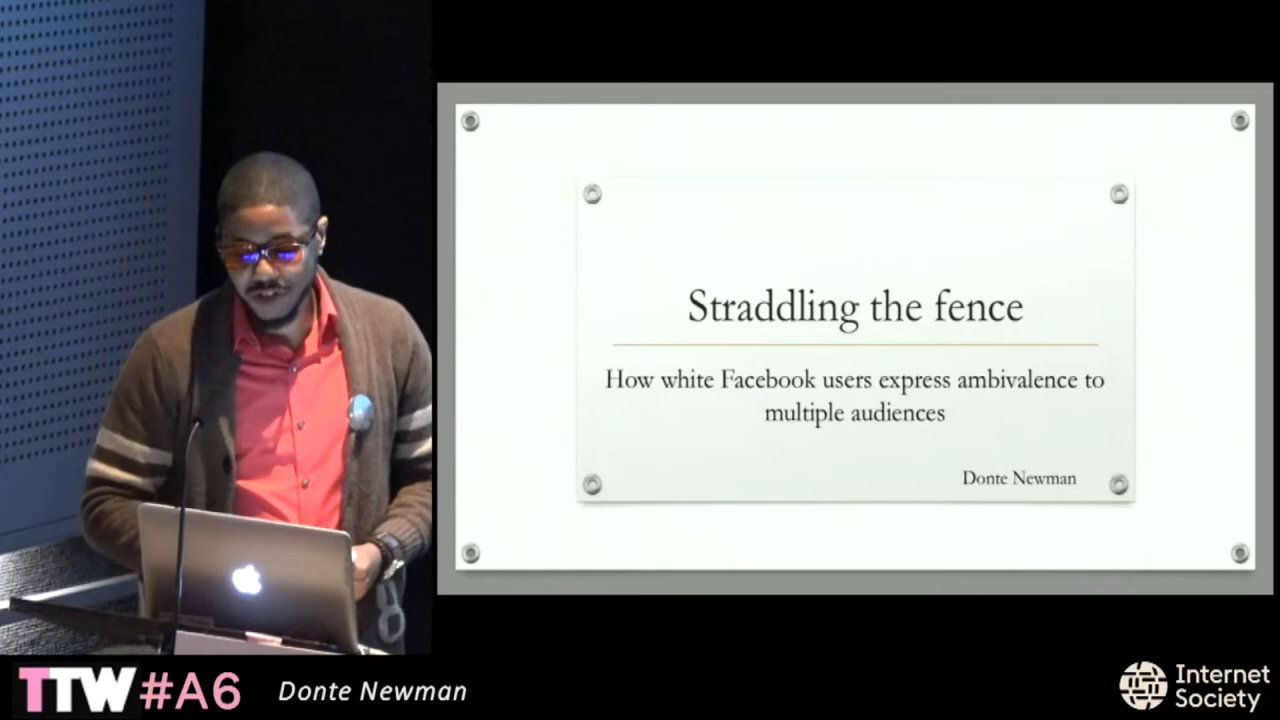 Straddling the fence
How white Facebook users express ambivalence to
multiple audiences
Donte Newman
TTW#A6
Donte Newman
Internet
Society